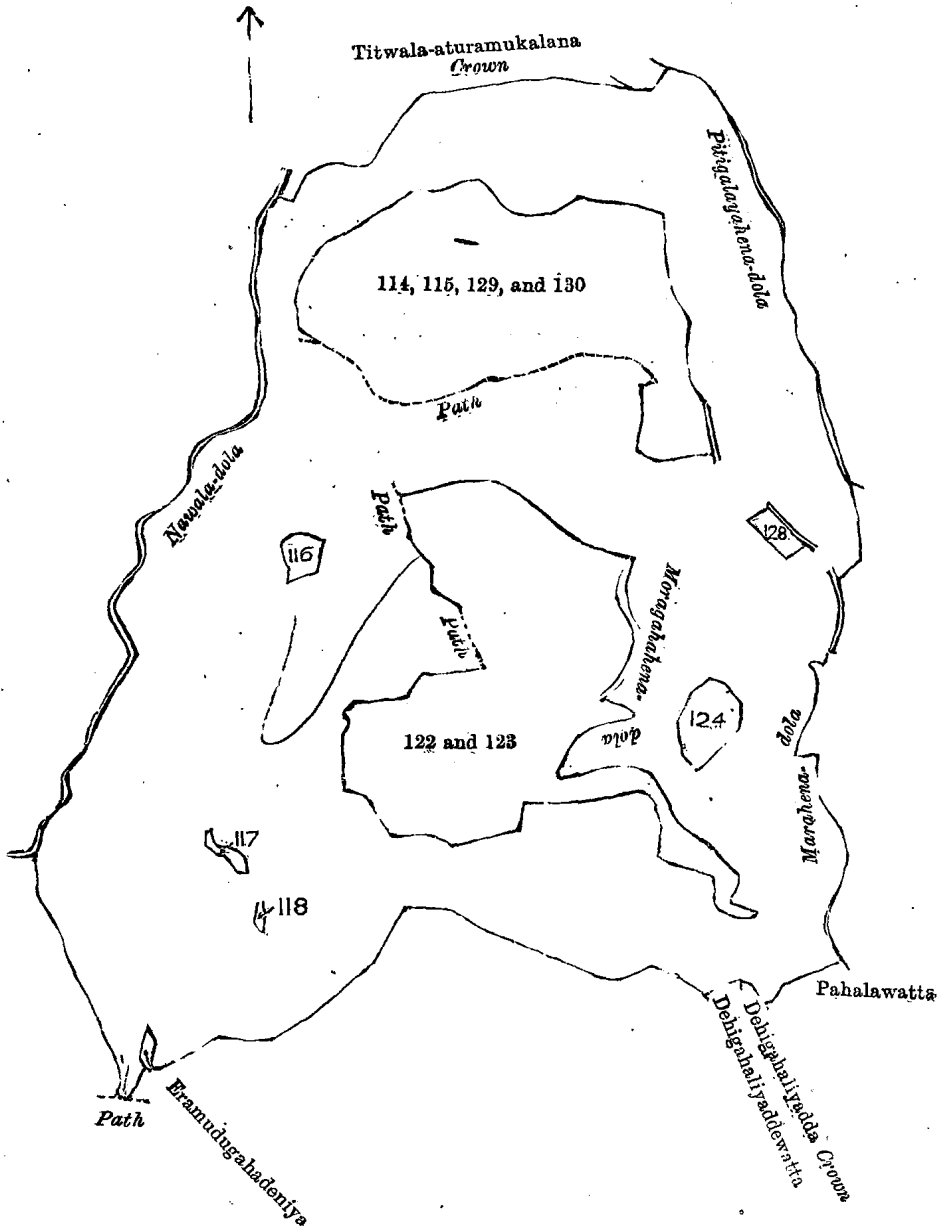 Titwala-aturamukalana
Crown
Pitigalayahena-dola
114, 115, 129, and 130
Path
Nawala-dola
Path
116
128
Path
Moragahahena-
dola
124
122 and 123
dola
Marahena-
117
118
Pahalawatta
Dehigahaliyadda Crown
Dehigahaliyaddewatta
Eramudugahadeniya
Path